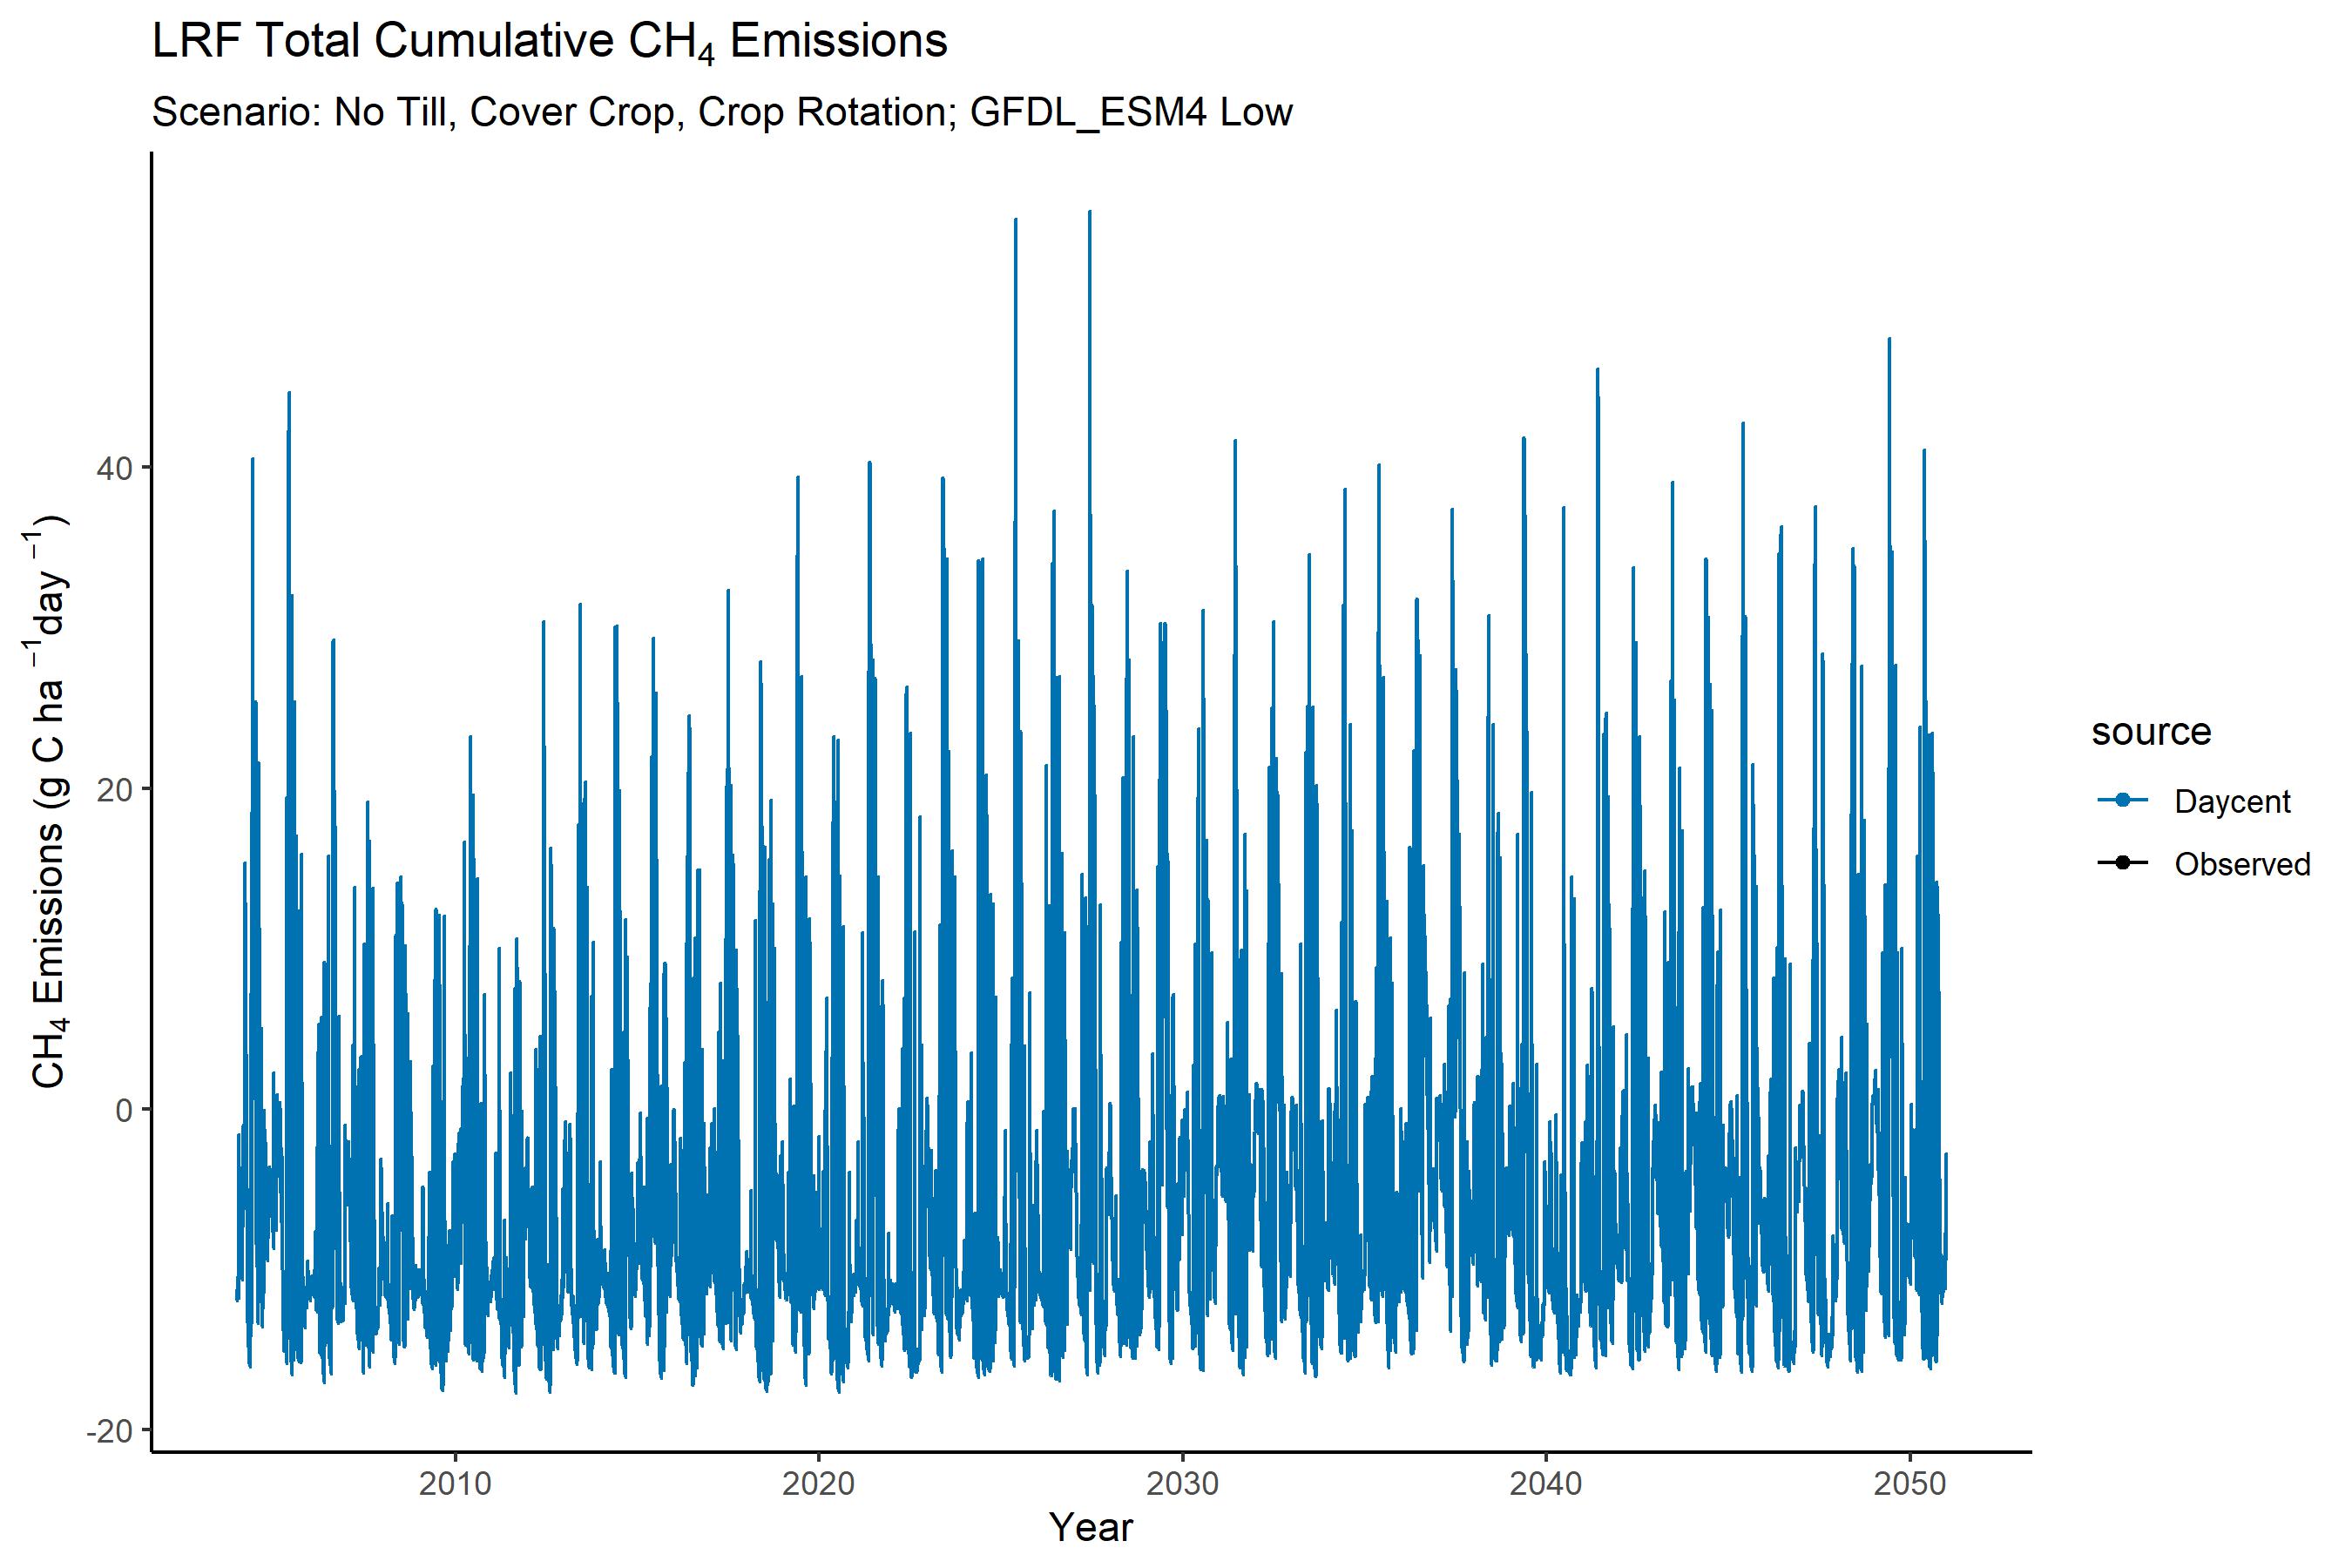 LRF Total Cumulative CH₄ Emissions
Scenario: No Till, Cover Crop, Crop Rotation; GFDL_ESM4 Low
CH₄ Emissions (g C ha ⁻¹day ⁻¹)
40
20
0
-20
2010 2020 2030 2040 2050
Year
source
Daycent
Observed